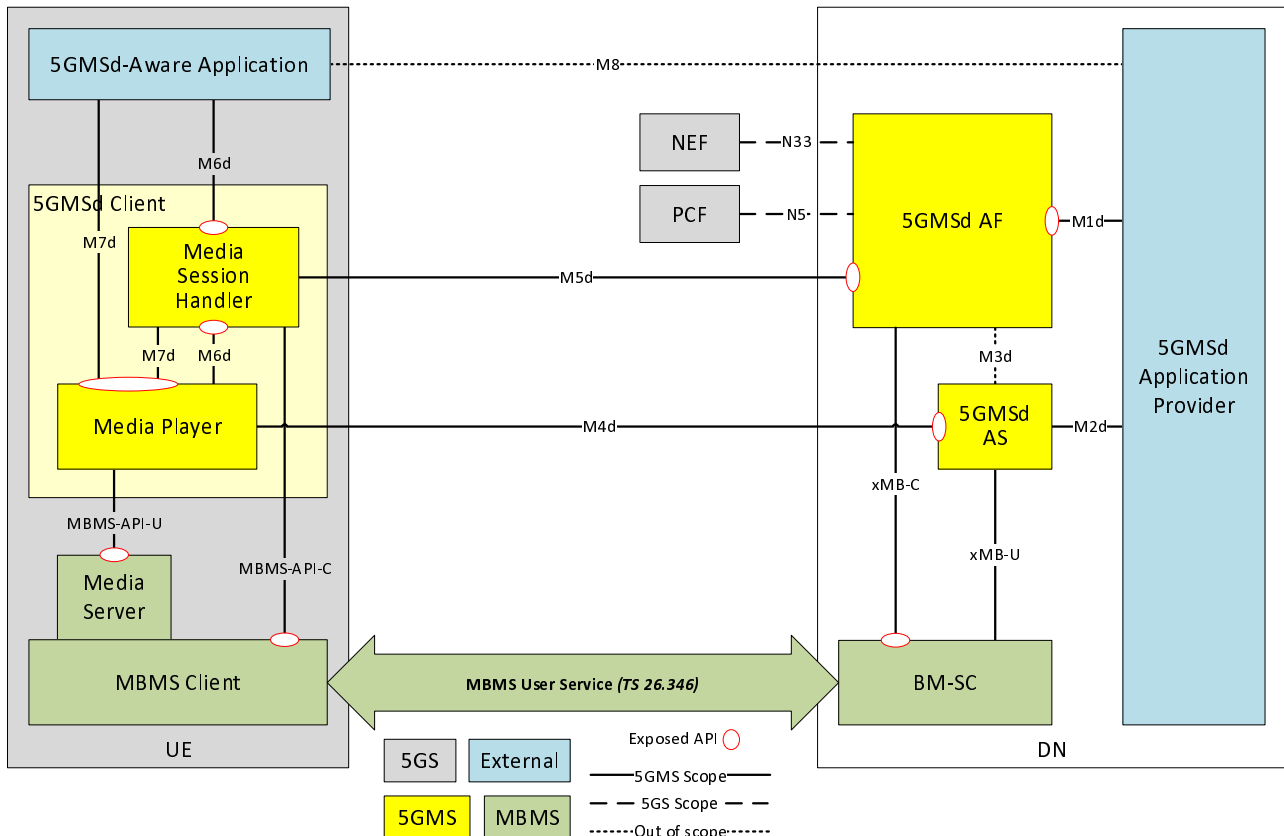 5GMSd-Aware Application
M8
NEF
N33
PCF
N5
5GMSd AF
M1d
M6d
5GMSd Client
M7d
Media
Session
Handler
M5d
M7d
M6d
M3d
5GMSd
Application
Provider
Media Player
M4d
5GMSd
AS
M2d
xMB-C
MBMS-API-U
xMB-U
MBMS-API-C
Media
Server
MBMS Client
MBMS User Service (TS 26.346)
BM-SC
UE
DN
Exposed API
5GS
External
5GMS Scope
5GS Scope
5GMS
MBMS
Out of scope